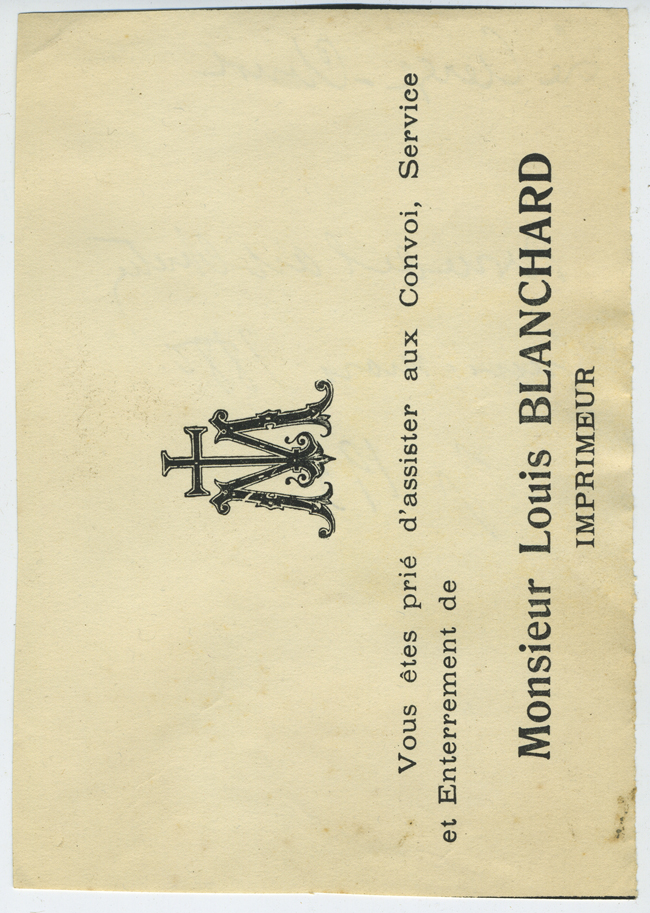 M
Vous êtes prié d'assister aux Convoi, Service
et Enterrement de
Monsieur Louis BLANCHARD
IMPRIMEUR